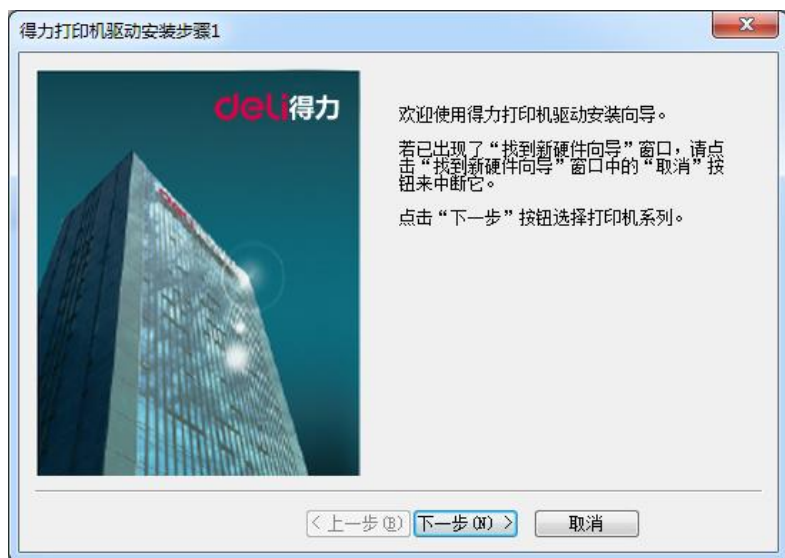 得力打印机驱动安装步骤1
deli得力
欢迎使用得力打印机驱动安装向导。
若已出现了“找到新硬件向导”窗口，请点
击“找到新硬件向导”窗口中的“取消”按
钮来中断它。
点击“下一步”按钮选择打印机系列。
deli
< 上一步(B)
下一步(N) >
取消